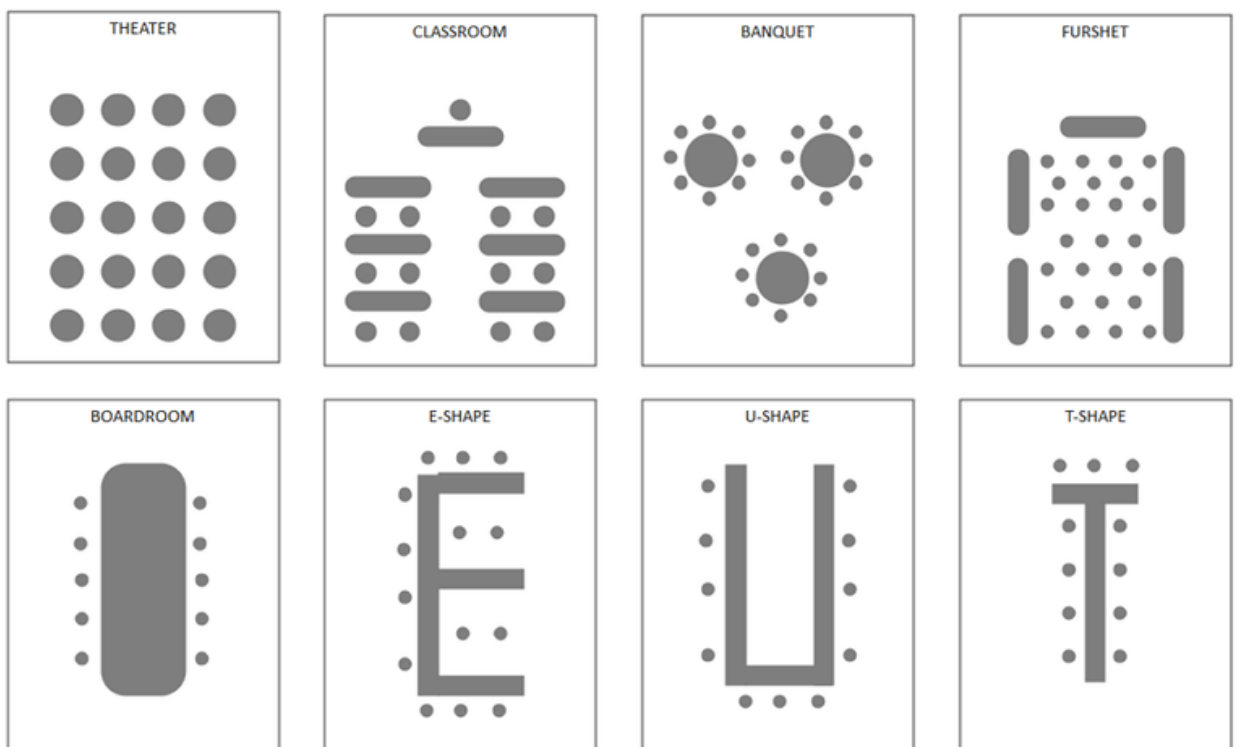 THEATER
CLASSROOM
BANQUET
FURSHET
BOARDROOM
E-SHAPE
U-SHAPE
T-SHAPE